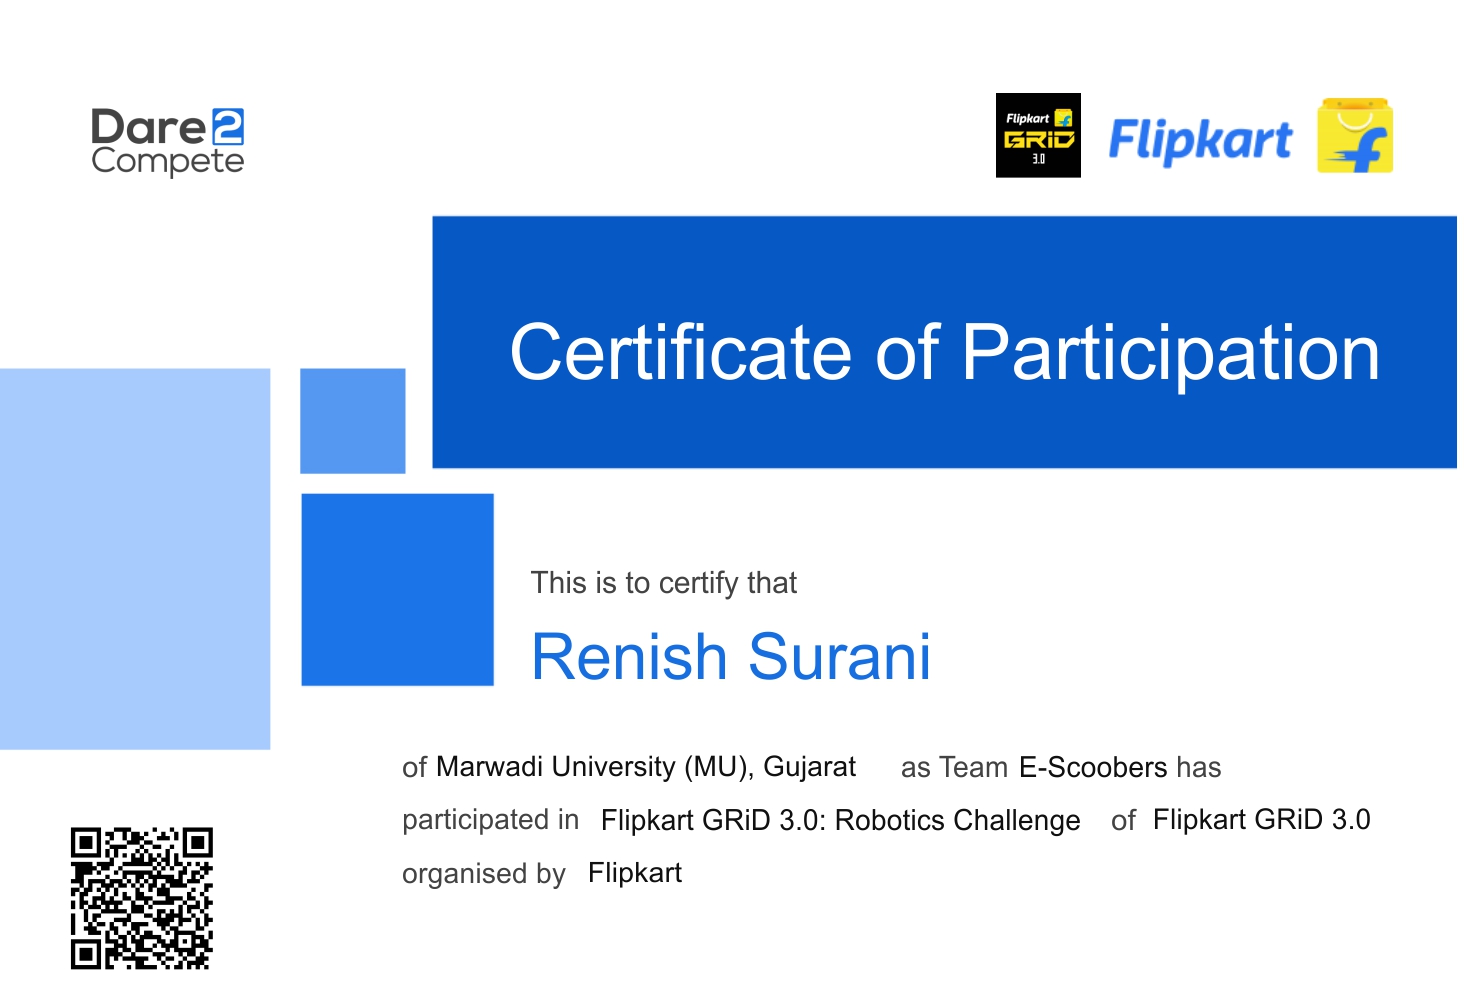 Dare2
Compete
Flipkart
GRiD
3.0
Flipkart
Certificate of Participation
This is to certify that
Renish Surani
of Marwadi University (MU), Gujarat as Team E-Scoobers has
participated in Flipkart GRiD 3.0: Robotics Challenge of Flipkart GRiD 3.0
organised by Flipkart